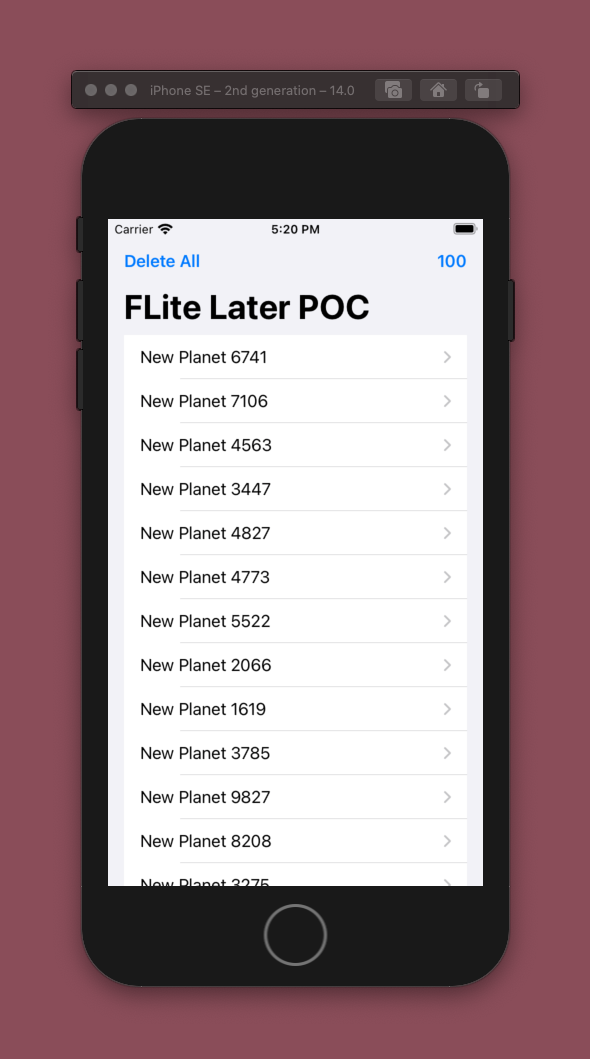 iPhone SE – 2nd generation – 14.0
Carrier 5:20 PM
Delete All 100
FLite Later POC
New Planet 6741
New Planet 7106
New Planet 4563
New Planet 3447
New Planet 4827
New Planet 4773
New Planet 5522
New Planet 2066
New Planet 1619
New Planet 3785
New Planet 9827
New Planet 8208
New Planet 3275